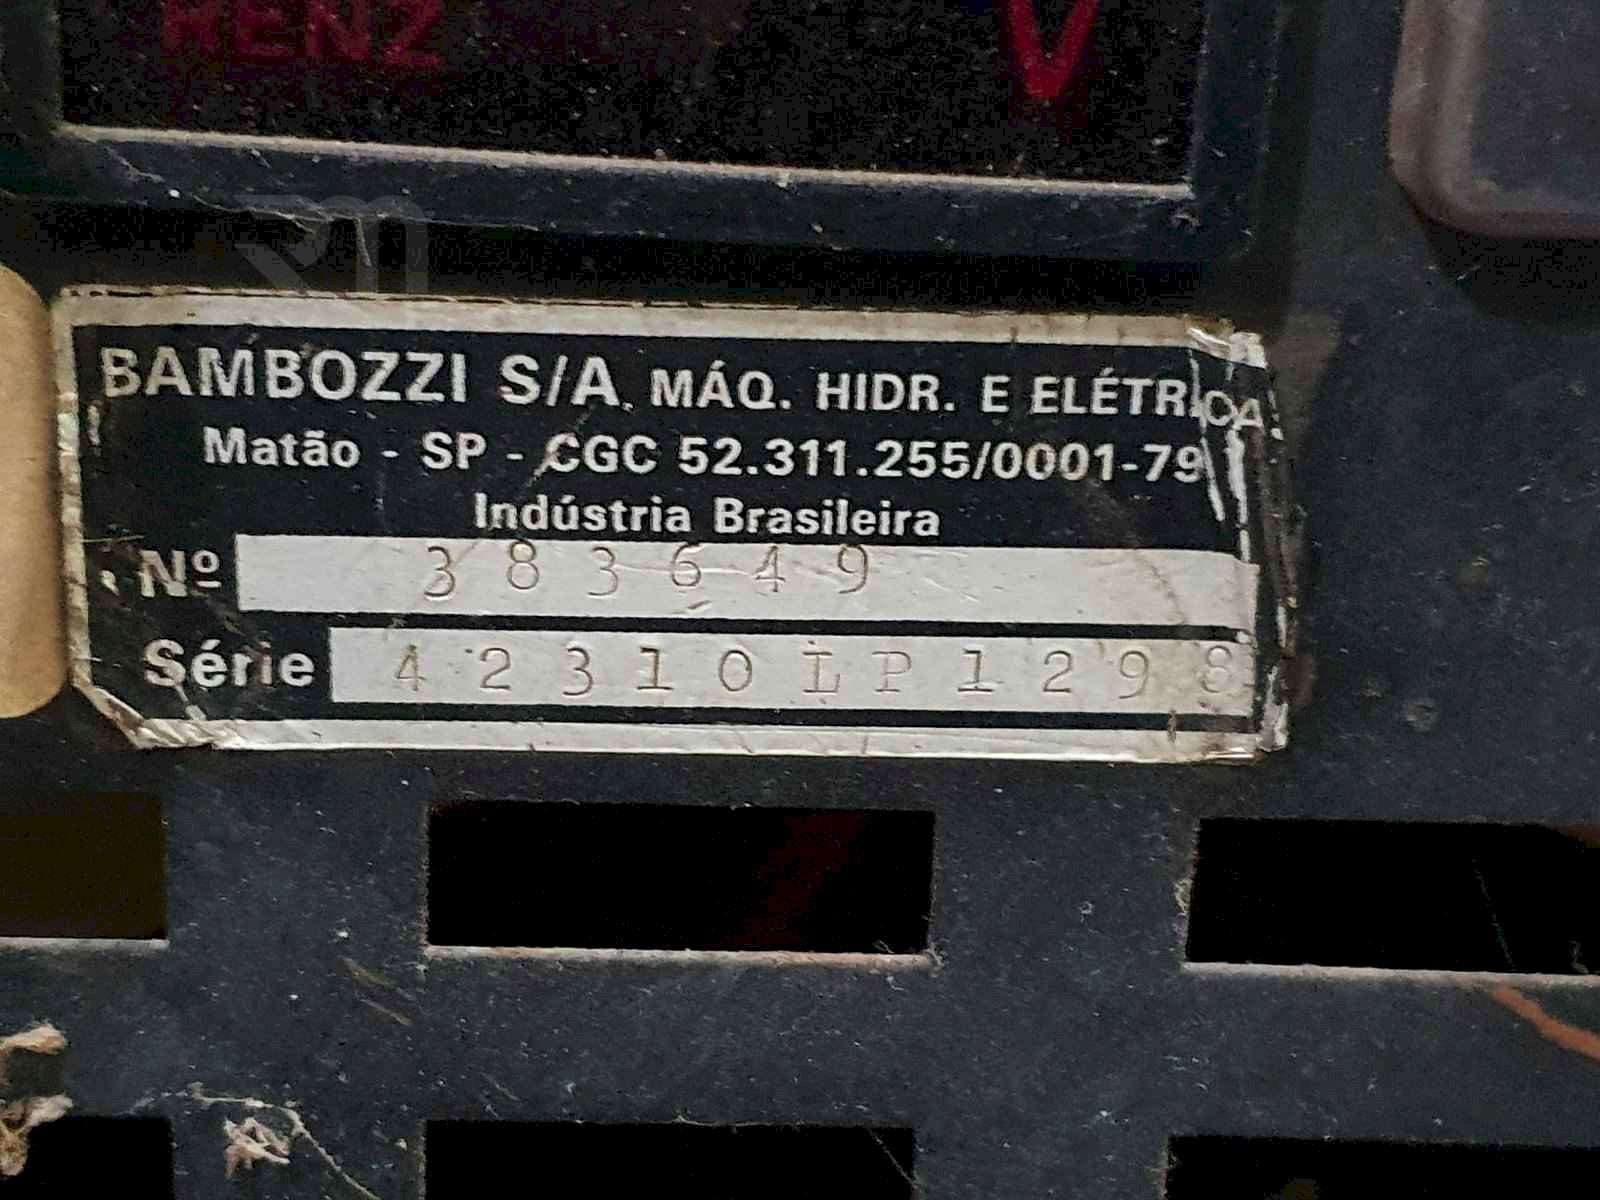 V
BAMBOZZI S/A. MÁQ. HIDR. E ELÉTRICA.
Matão - SP - CGC 52.311.255/0001-79
Indústria Brasileira
Nº 383649
Série 42310LP1298